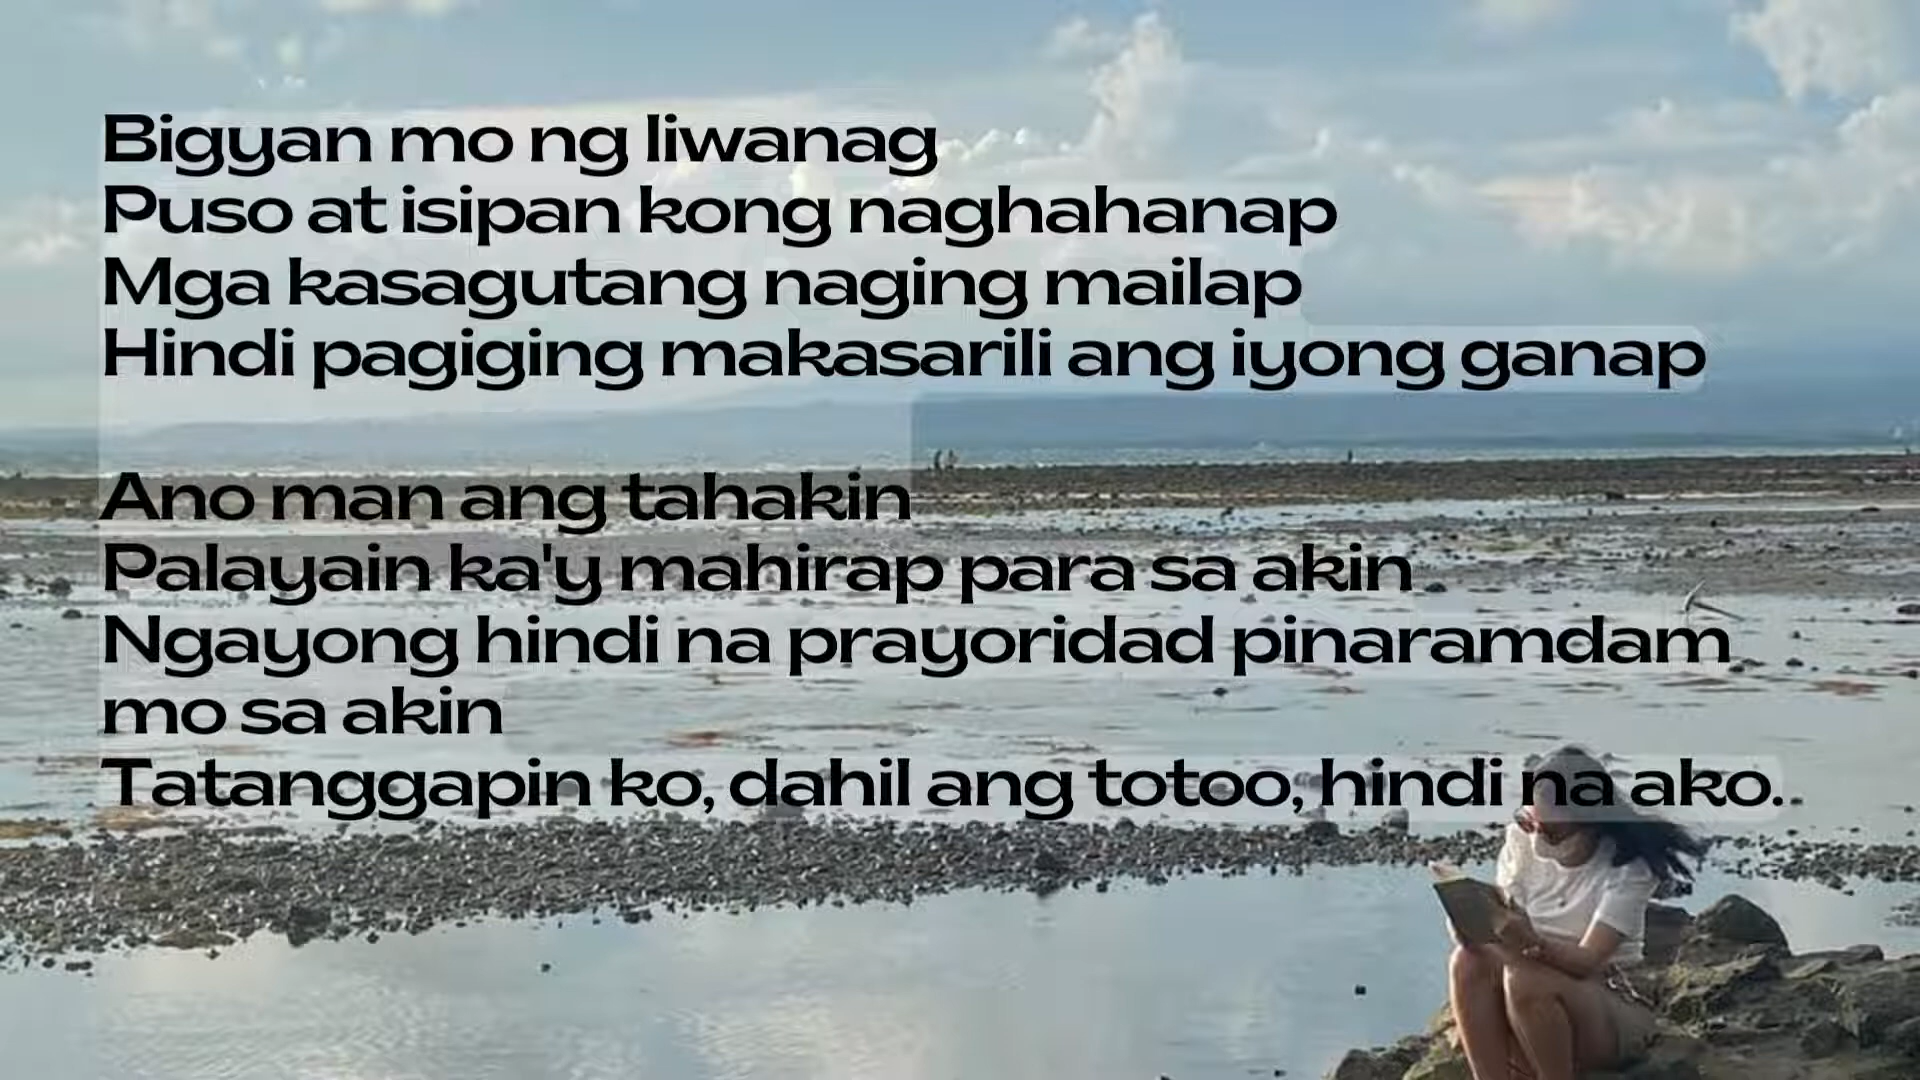 Bigyan mo ng liwanag
Puso at isipan kong naghahanap
Mga kasagutang naging mailap
Hindi pagiging makasarili ang iyong ganap
Ano man ang tahakin
Palayain ka'y mahirap para sa akin
Ngayong hindi na prayoridad pinaramdam
mo sa akin
Tatanggapin ko, dahil ang totoo, hindi na ako.